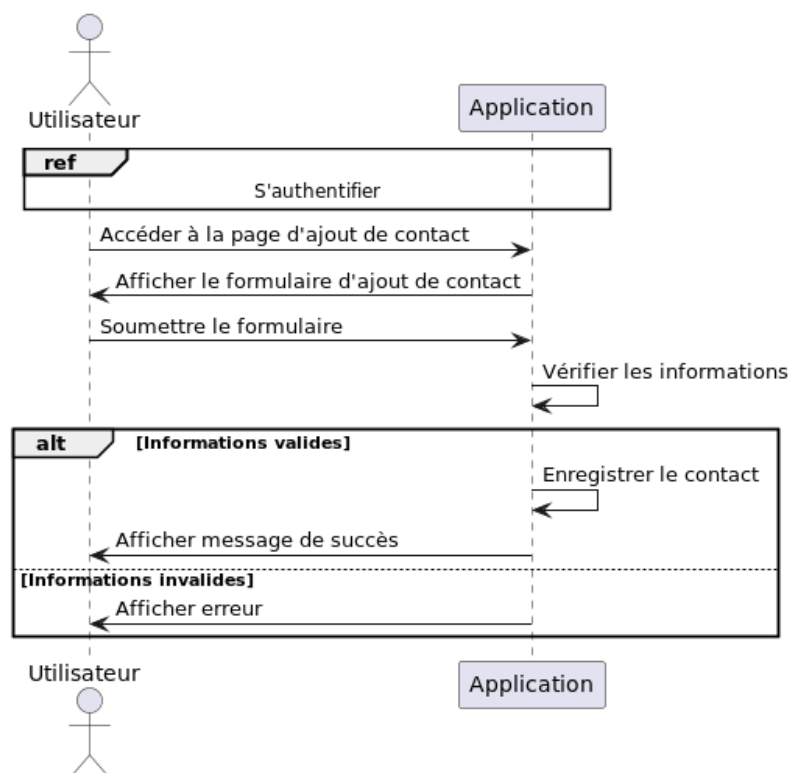 Utilisateur
Application
ref
S'authentifier
Accéder à la page d'ajout de contact
Afficher le formulaire d'ajout de contact
Soumettre le formulaire
Vérifier les informations
alt [Informations valides]
Enregistrer le contact
Afficher message de succès
[Informations invalides]
Afficher erreur
Utilisateur
Application